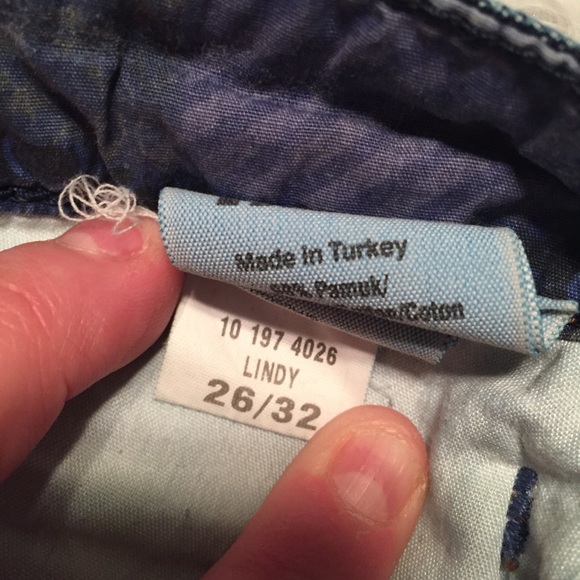 Made in Turkey
Pamuk/
/Coton
10 197 4026
LINDY
26/32